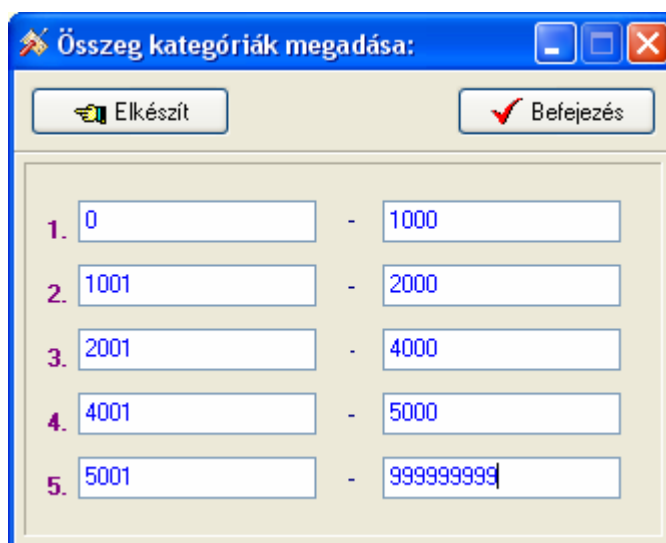 Összeg kategóriák megadása:
Elkészít Befejezés
1. 0 - 1000
2. 1001 - 2000
3. 2001 - 4000
4. 4001 - 5000
5. 5001 - 999999999